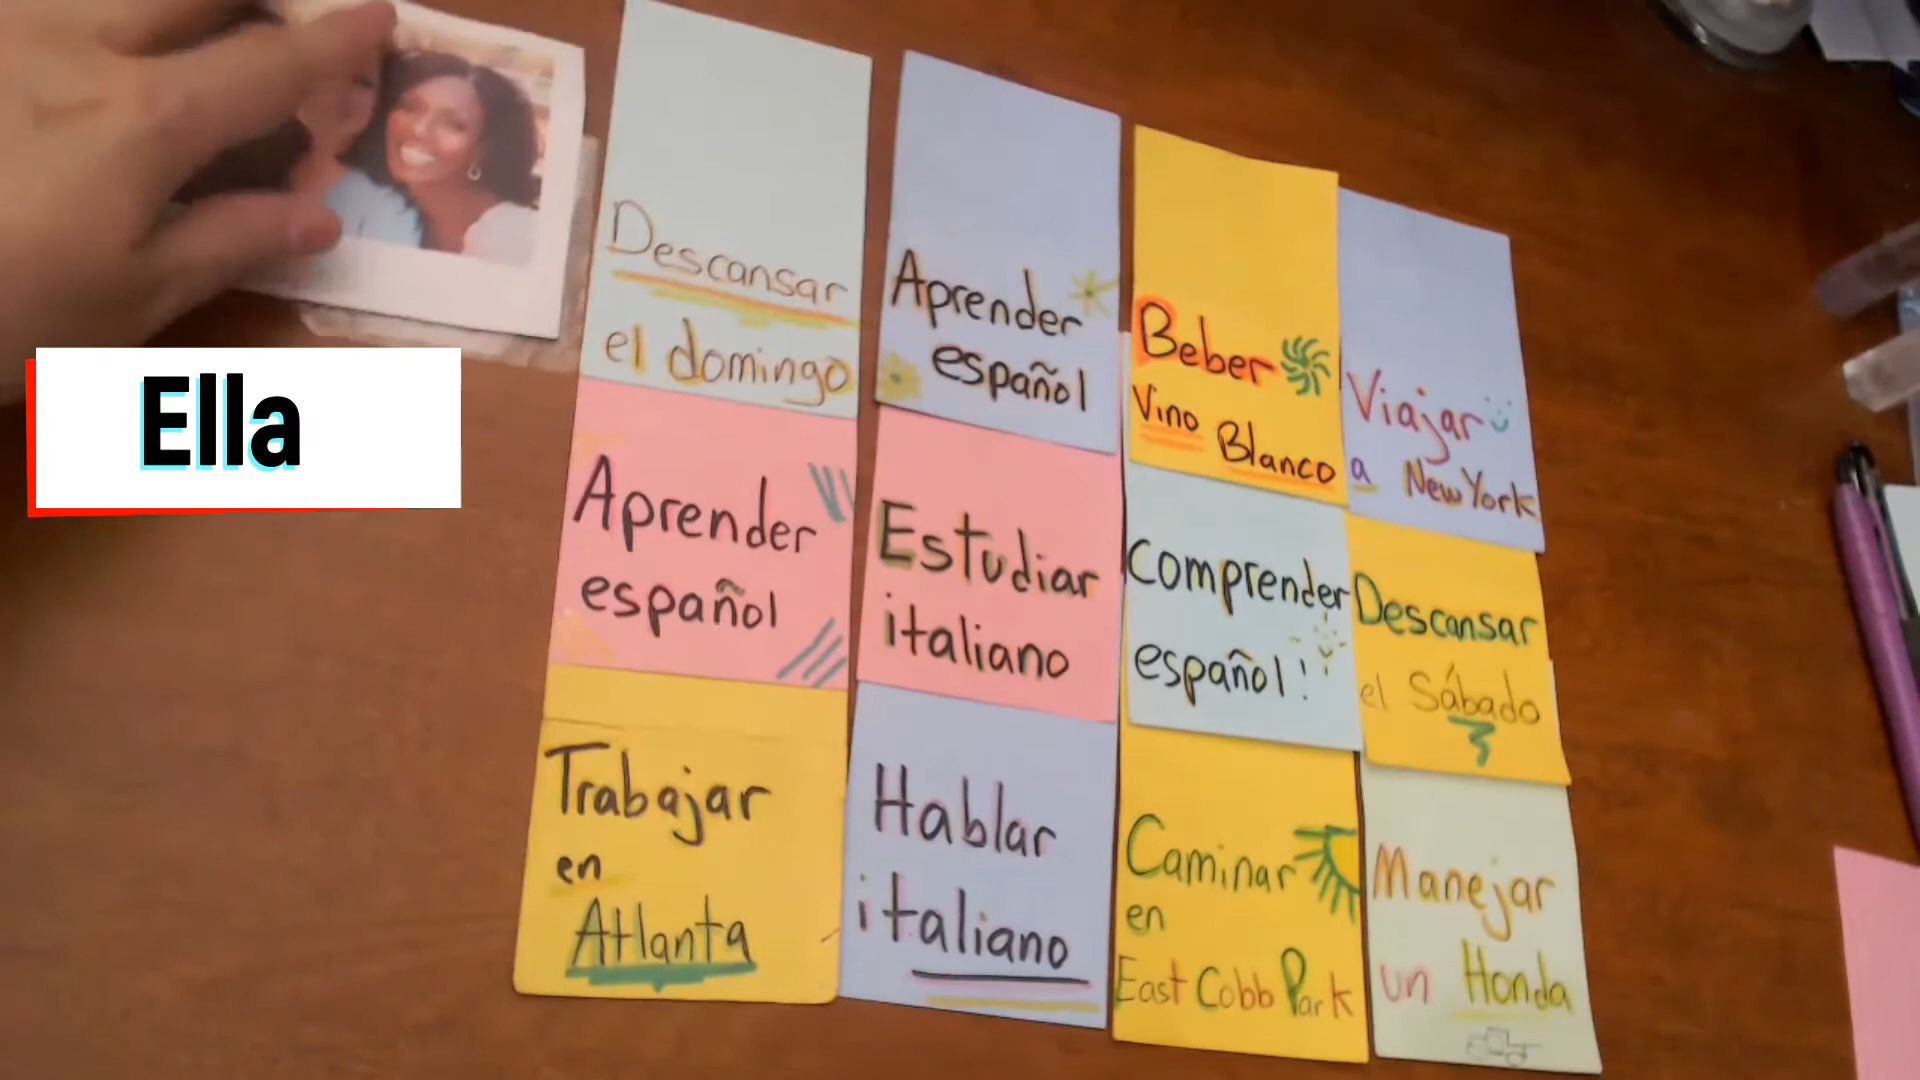 Ella
Descansar
el domingo
Aprender
español
Beber
Vino Blanco
Viajar
a New York
Aprender
español
Estudiar
italiano
Comprender
español!
Descansar
el Sábado
Trabajar
en
Atlanta
Hablar
italiano
Caminar
en
East Cobb Park
Manejar
un Honda